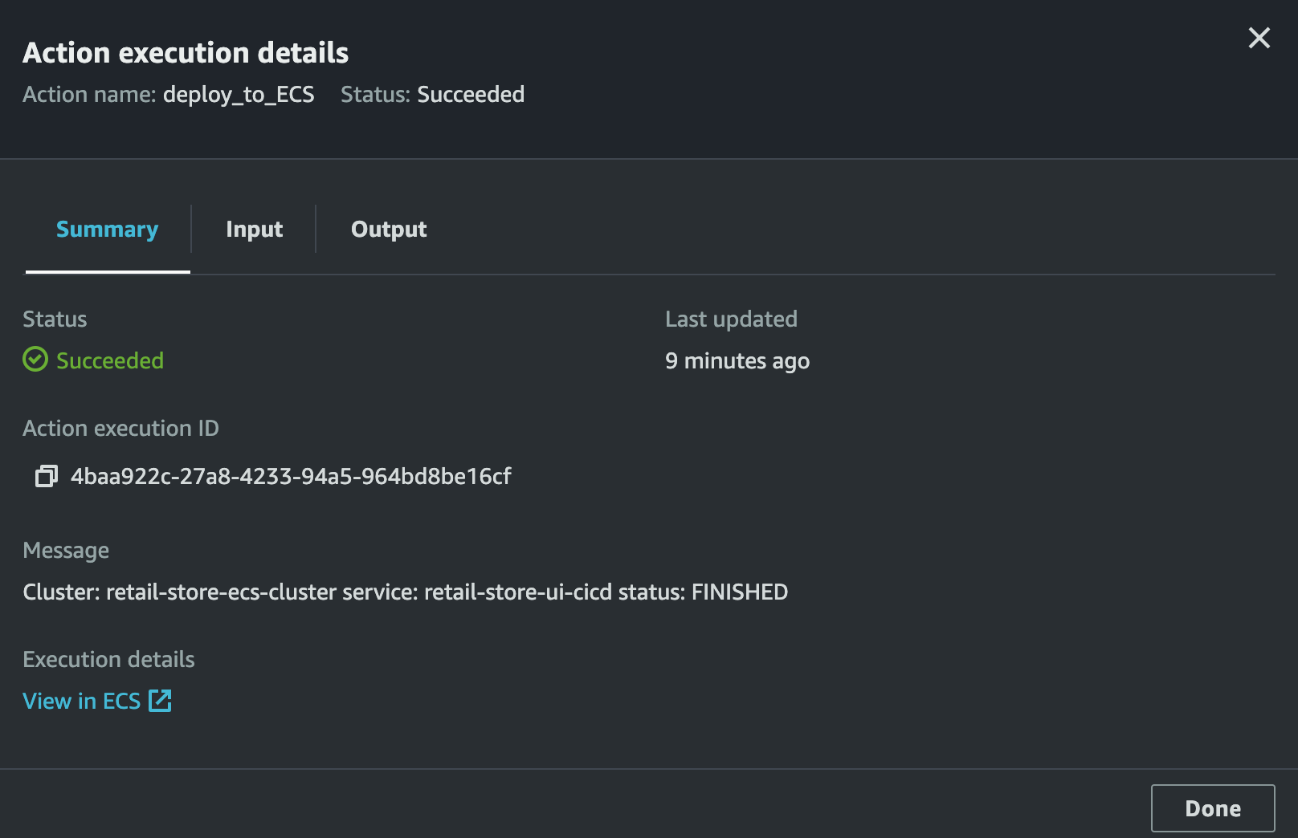 Action execution details
Action name: deploy_to_ECS Status: Succeeded
Summary Input Output
Status
Succeeded
Last updated
9 minutes ago
Action execution ID
4baa922c-27a8-4233-94a5-964bd8be16cf
Message
Cluster: retail-store-ecs-cluster service: retail-store-ui-cicd status: FINISHED
Execution details
View in ECS
Done